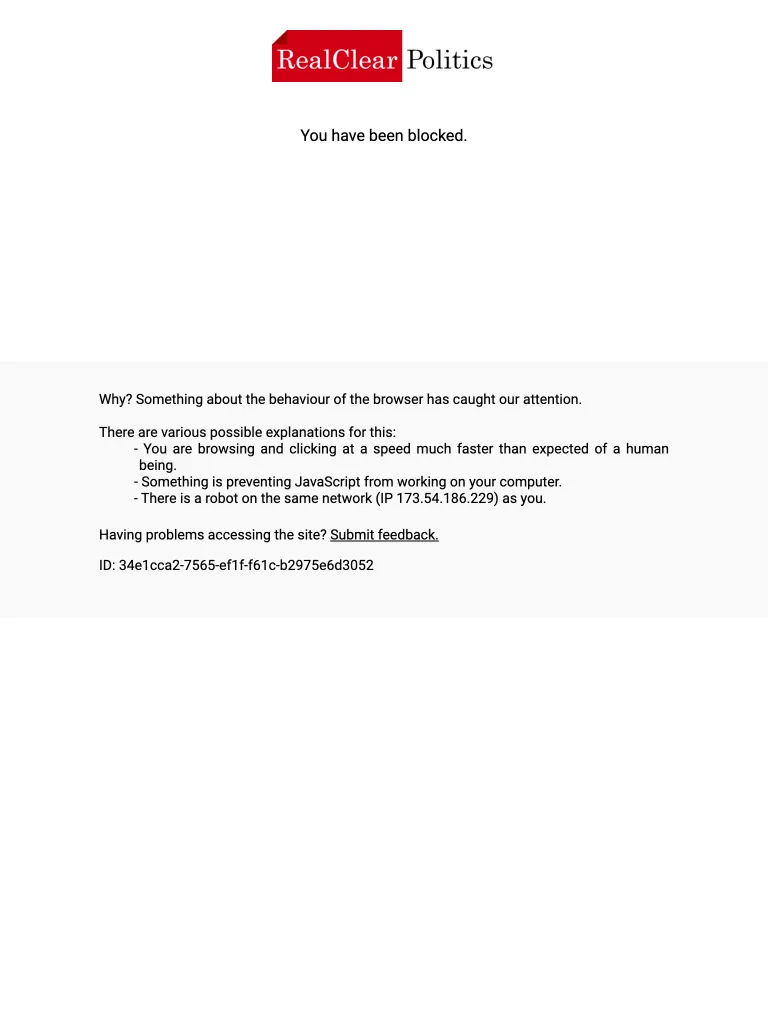 RealClear Politics
You have been blocked.
Why? Something about the behaviour of the browser has caught our attention.
There are various possible explanations for this:
- You are browsing and clicking at a speed much faster than expected of a human
being.
- Something is preventing JavaScript from working on your computer.
- There is a robot on the same network (IP 173.54.186.229) as you.
Having problems accessing the site? Submit feedback.
ID: 34e1cca2-7565-ef1f-f61c-b2975e6d3052